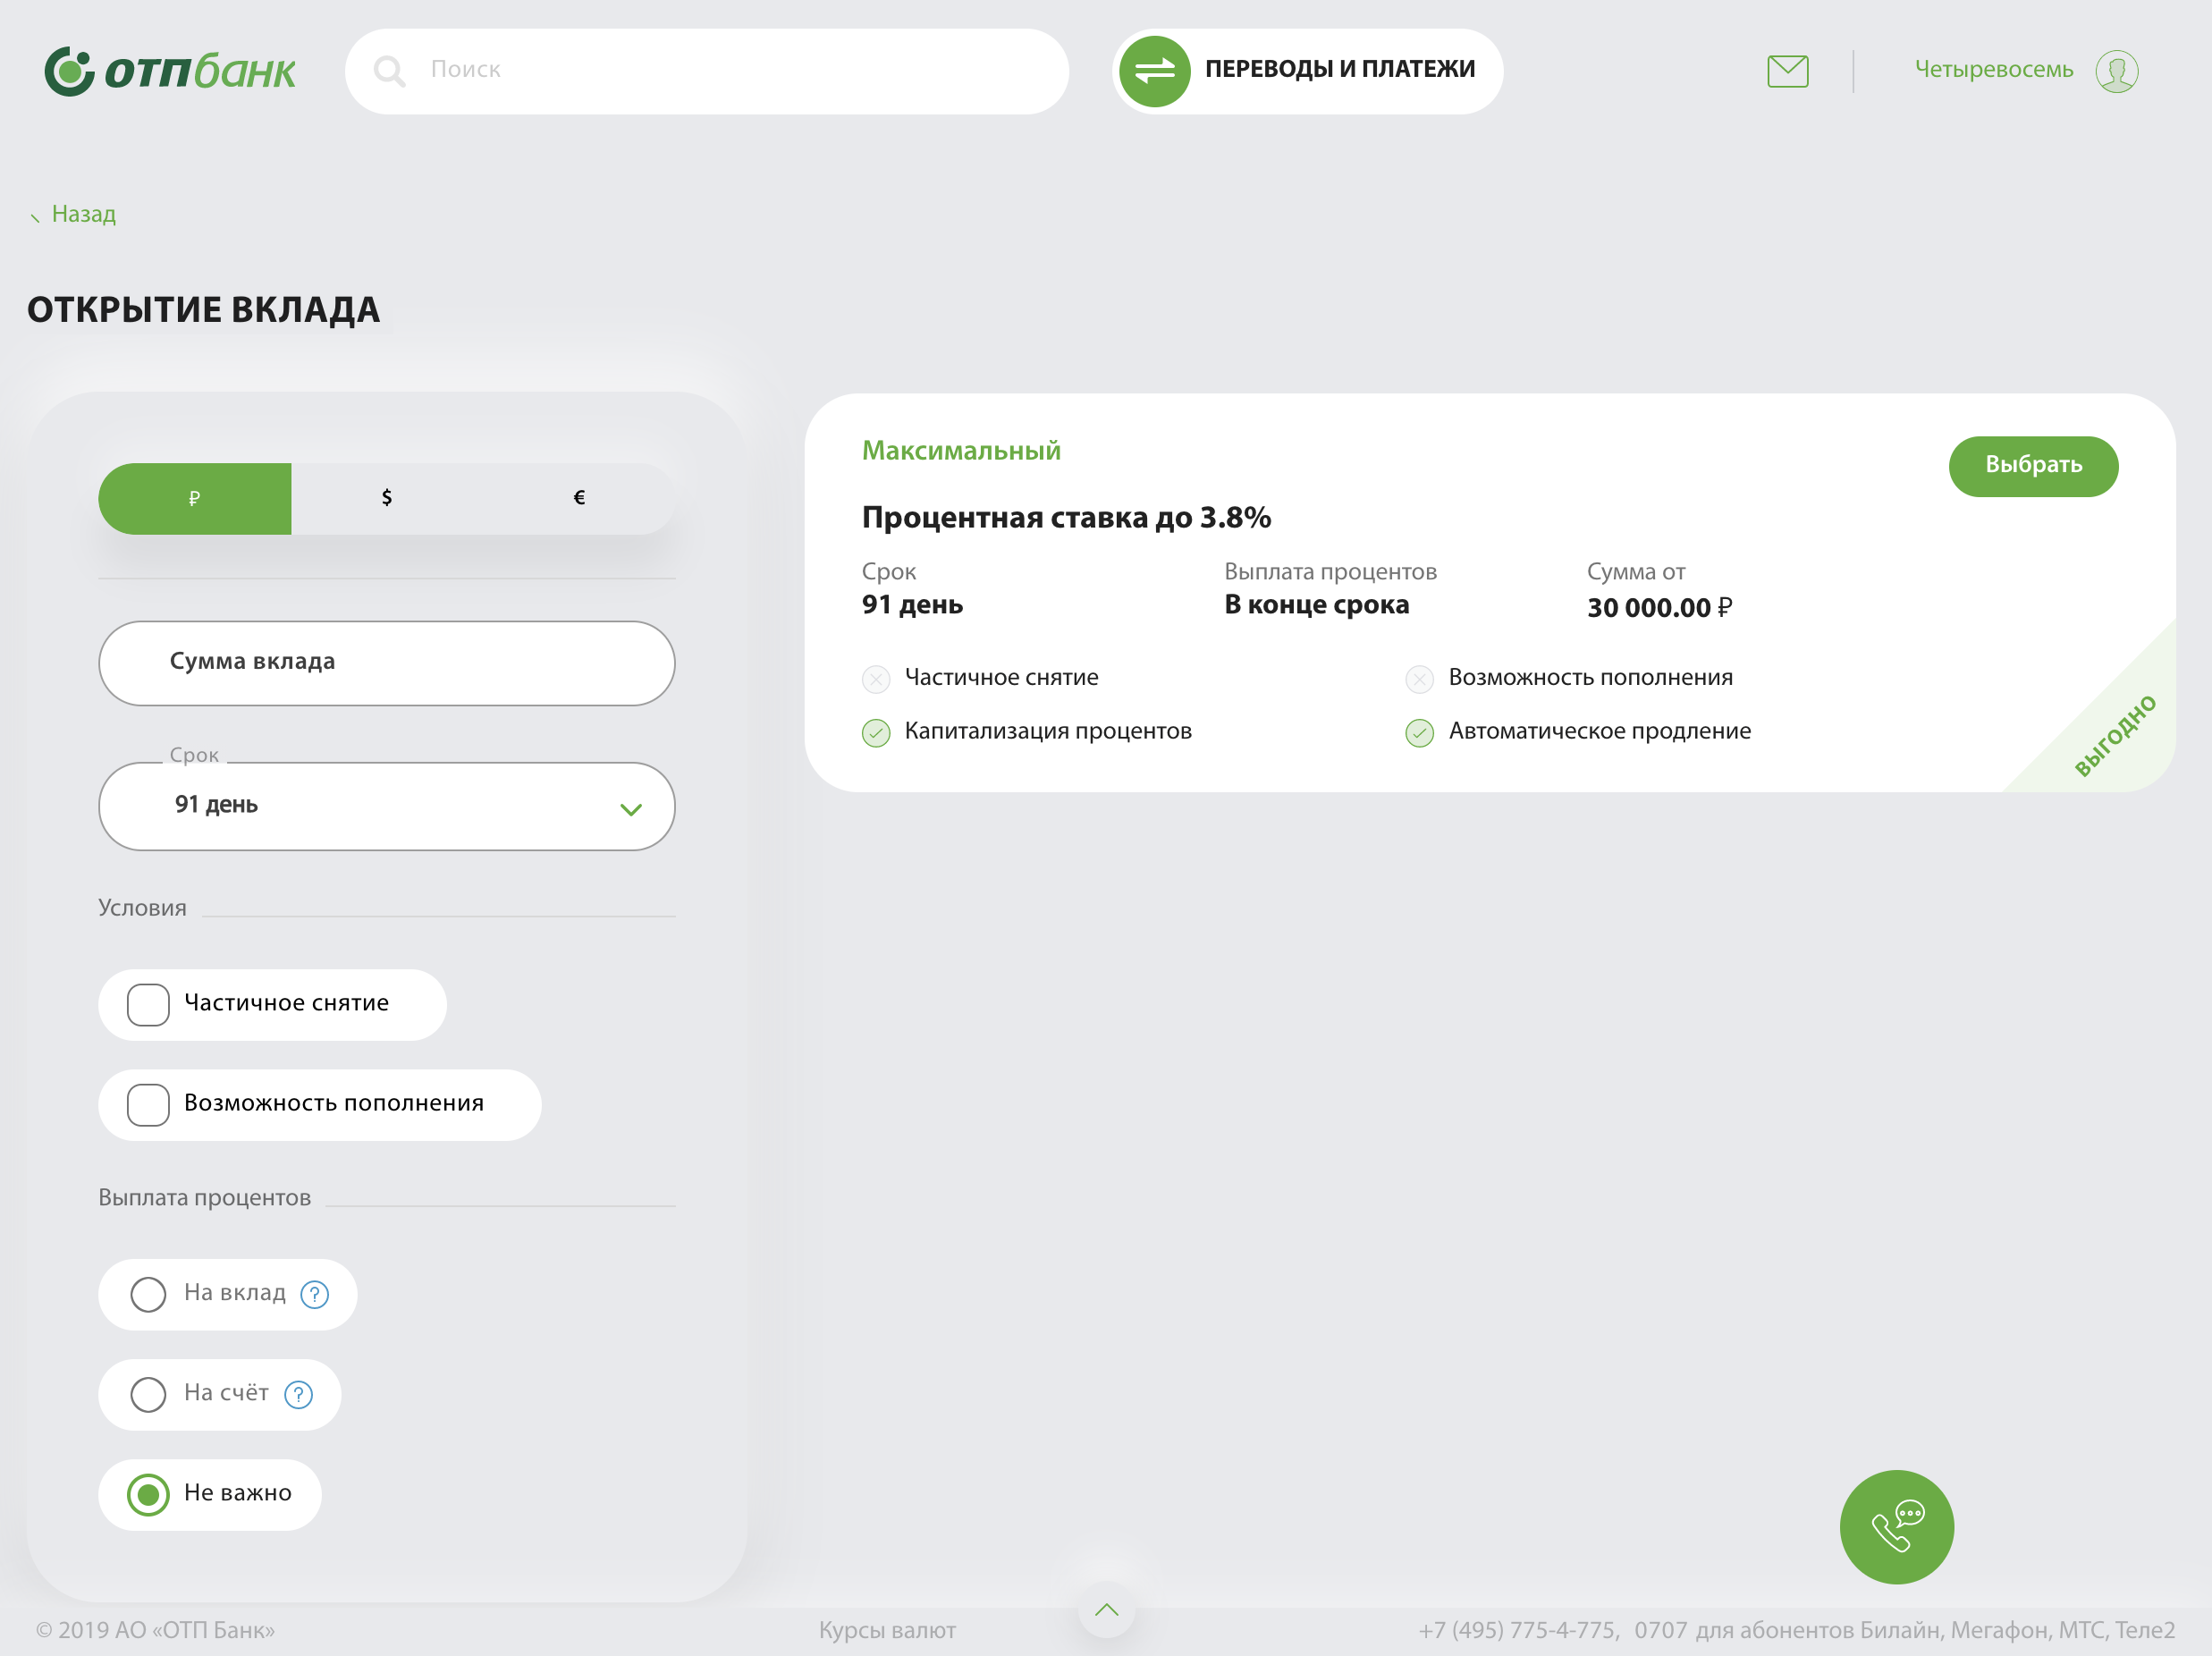 отпбанк
Поиск
ПЕРЕВОДЫ И ПЛАТЕЖИ
Четыревосемь
Назад
ОТКРЫТИЕ ВКЛАДА
₽ $ €
Сумма вклада
Срок
91 день
Условия
Частичное снятие
Возможность пополнения
Выплата процентов
На вклад ?
На счёт ?
Не важно
Максимальный
Выбрать
Процентная ставка до 3.8%
Срок Выплата процентов Сумма от
91 день В конце срока 30 000.00 ₽
Частичное снятие Возможность пополнения
Капитализация процентов Автоматическое продление
ВЫГОДНО
© 2019 АО «ОТП Банк» Курсы валют +7 (495) 775-4-775, 0707 для абонентов Билайн, Мегафон, МТС, Теле2